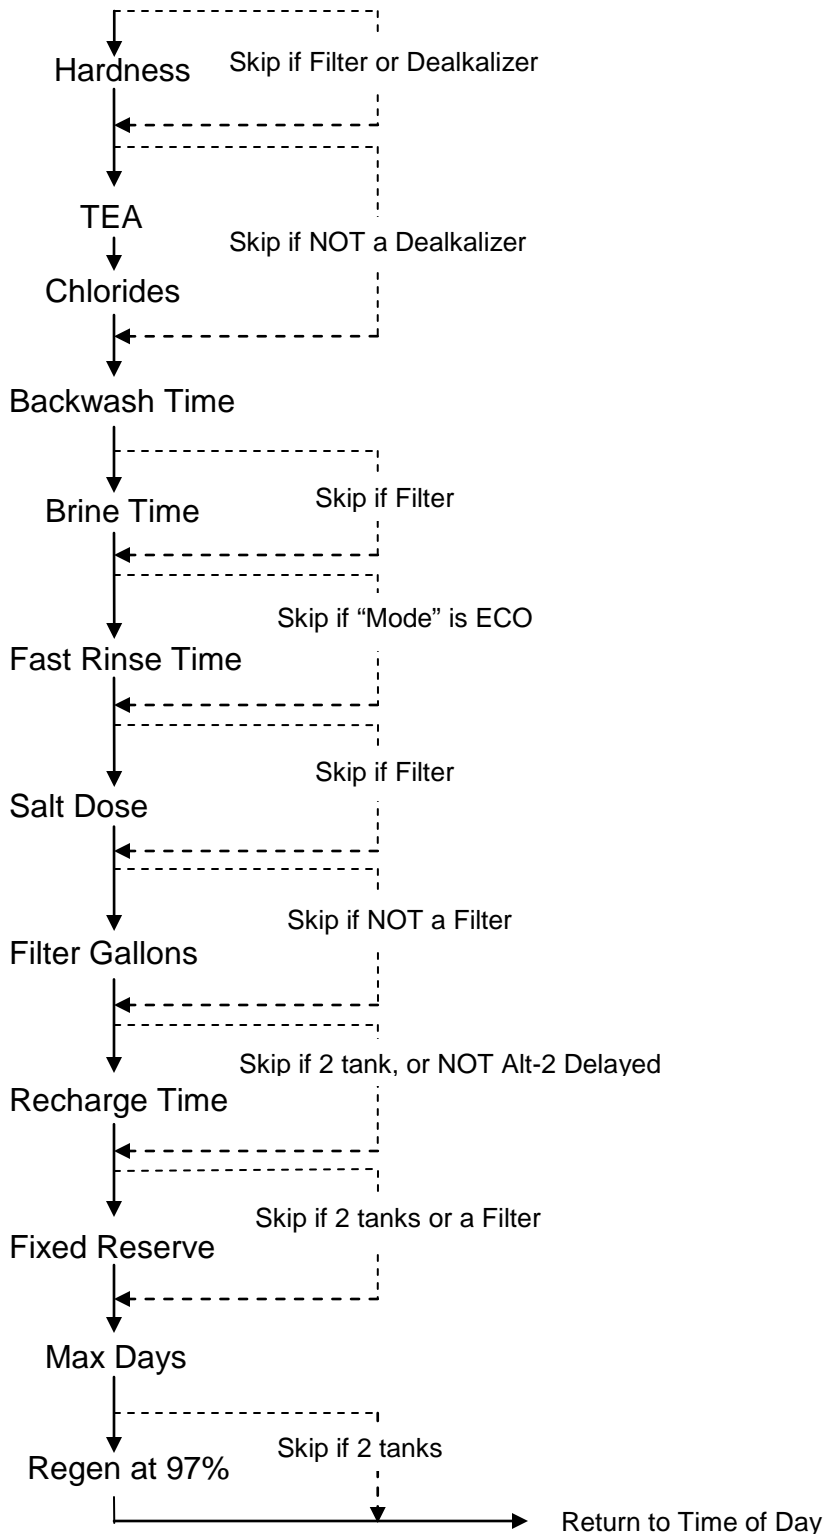 Hardness
Skip if Filter or Dealkalizer
TEA
Skip if NOT a Dealkalizer
Chlorides
Backwash Time
Skip if Filter
Brine Time
Skip if “Mode” is ECO
Fast Rinse Time
Skip if Filter
Salt Dose
Skip if NOT a Filter
Filter Gallons
Skip if 2 tank, or NOT Alt-2 Delayed
Recharge Time
Skip if 2 tanks or a Filter
Fixed Reserve
Max Days
Skip if 2 tanks
Regen at 97%
Return to Time of Day